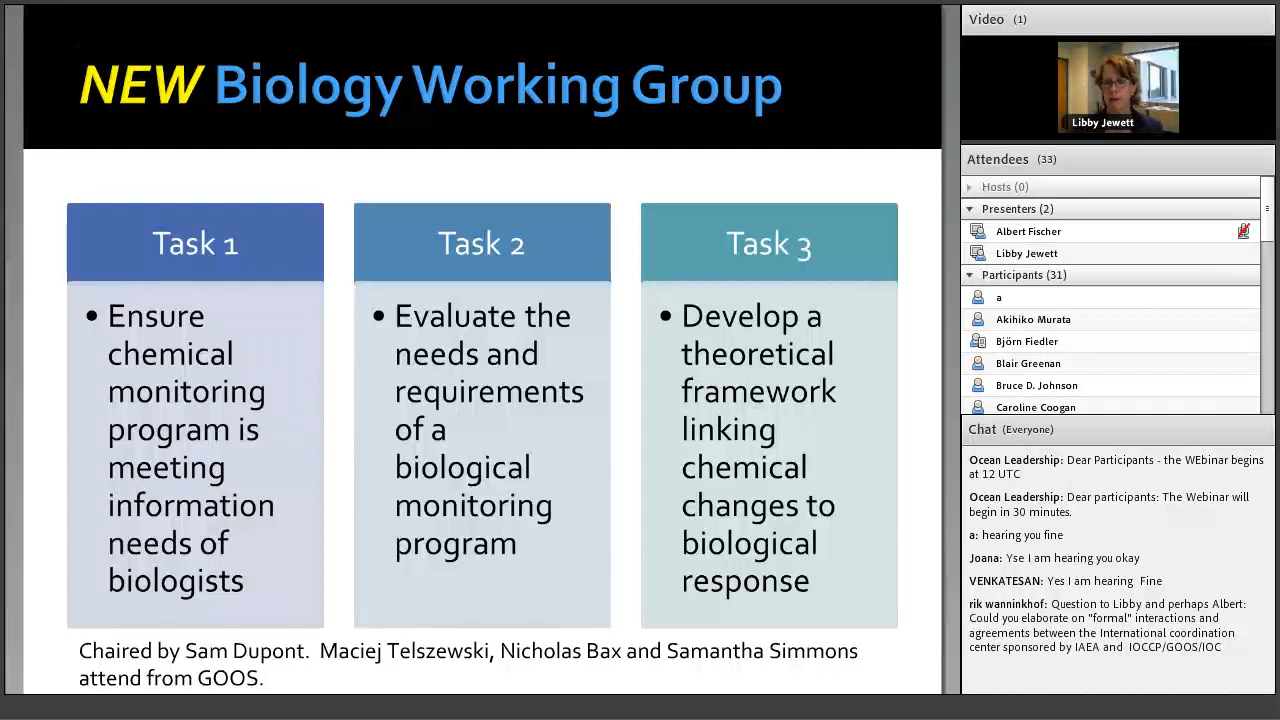 NEW Biology Working Group
Task 1
• Ensure
chemical
monitoring
program is
meeting
information
needs of
biologists
Task 2
• Evaluate the
needs and
requirements
of a
biological
monitoring
program
Task 3
• Develop a
theoretical
framework
linking
chemical
changes to
biological
response
Chaired by Sam Dupont. Maciej Telszewski, Nicholas Bax and Samantha Simmons
attend from GOOS.
Video (1)
Libby Jewett
Attendees (33)
Hosts (0)
Presenters (2)
Albert Fischer
Libby Jewett
Participants (31)
a
Akihiko Murata
Björn Fiedler
Blair Greenan
Bruce D. Johnson
Caroline Coogan
Chat (Everyone)
Ocean Leadership: Dear Participants - the WEbinar begins
at 12 UTC
Ocean Leadership: Dear participants: The Webinar will
begin in 30 minutes.
a: hearing you fine
Joana: Yse I am hearing you okay
VENKATESAN: Yes I am hearing Fine
rik wanninkhof: Question to Libby and perhaps Albert:
Could you elaborate on "formal" interactions and
agreements between the International coordination
center sponsored by IAEA and IOCCP/GOOS/IOC